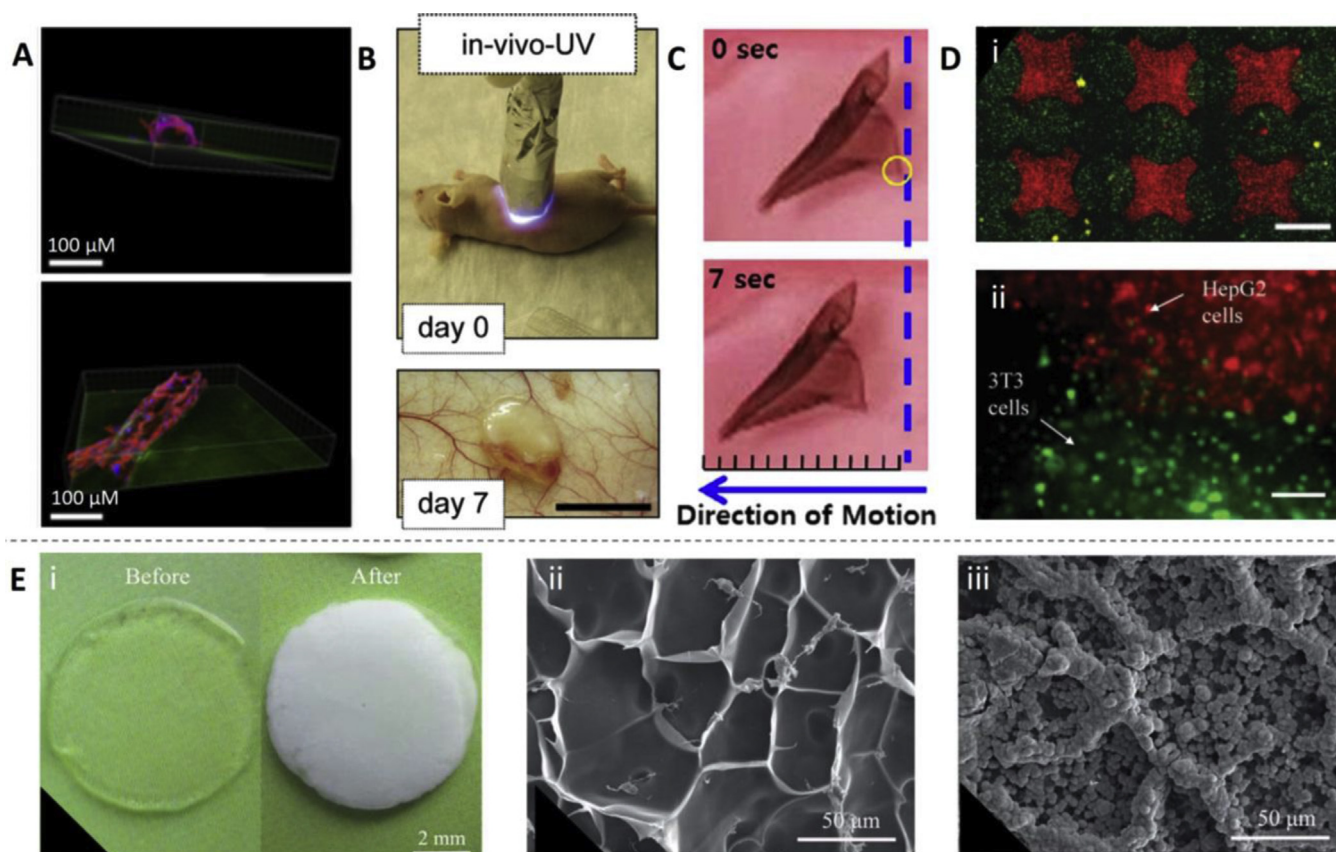 A
100 µM
100 µM
B
in-vivo-UV
day 0
day 7
C
0 sec
7 sec
Direction of Motion
D
i
ii
HepG2
cells
3T3
cells
E
i
Before
After
2 mm
ii
50 µm
iii
50 µm